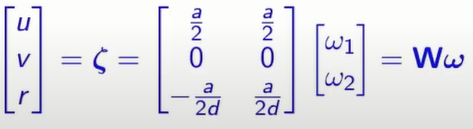 [u v r] = ζ = [a/2 a/2; 0 0; -a/2d a/2d] [ω₁ ω₂] = Wω